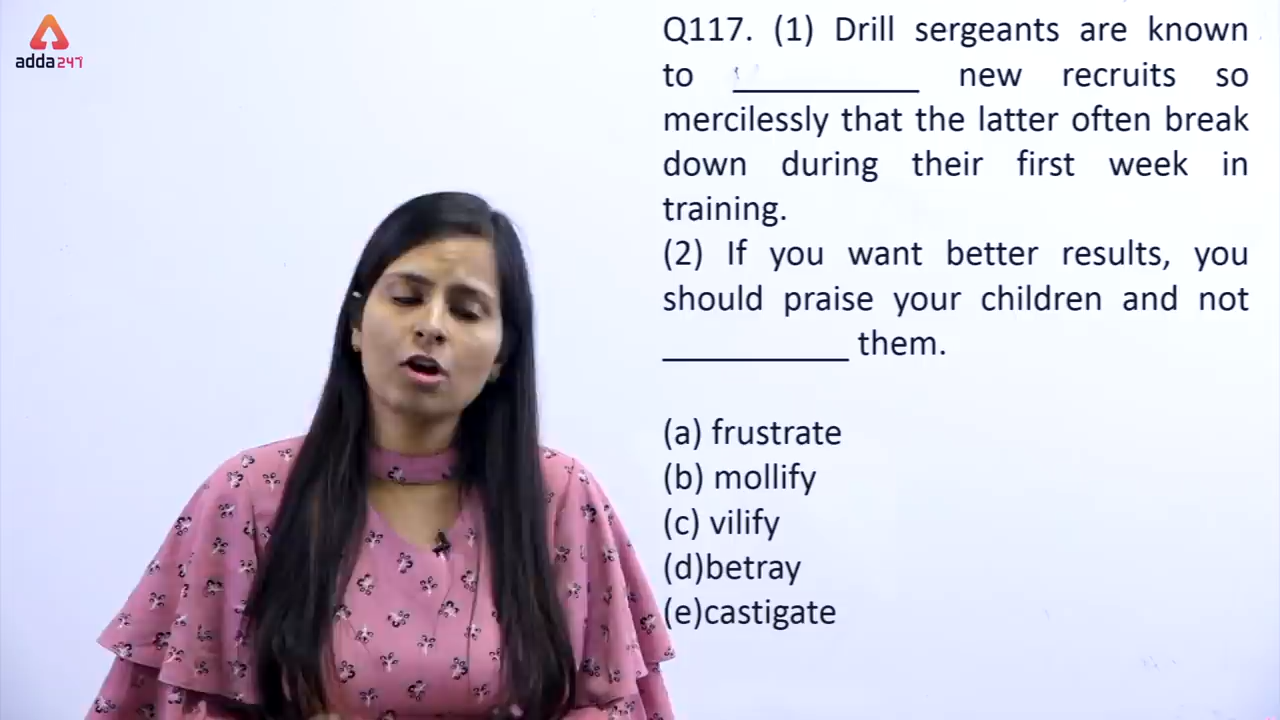 adda247
Q117. (1) Drill sergeants are known
to __________ new recruits so
mercilessly that the latter often break
down during their first week in
training.
(2) If you want better results, you
should praise your children and not
__________ them.
(a) frustrate
(b) mollify
(c) vilify
(d)betray
(e)castigate